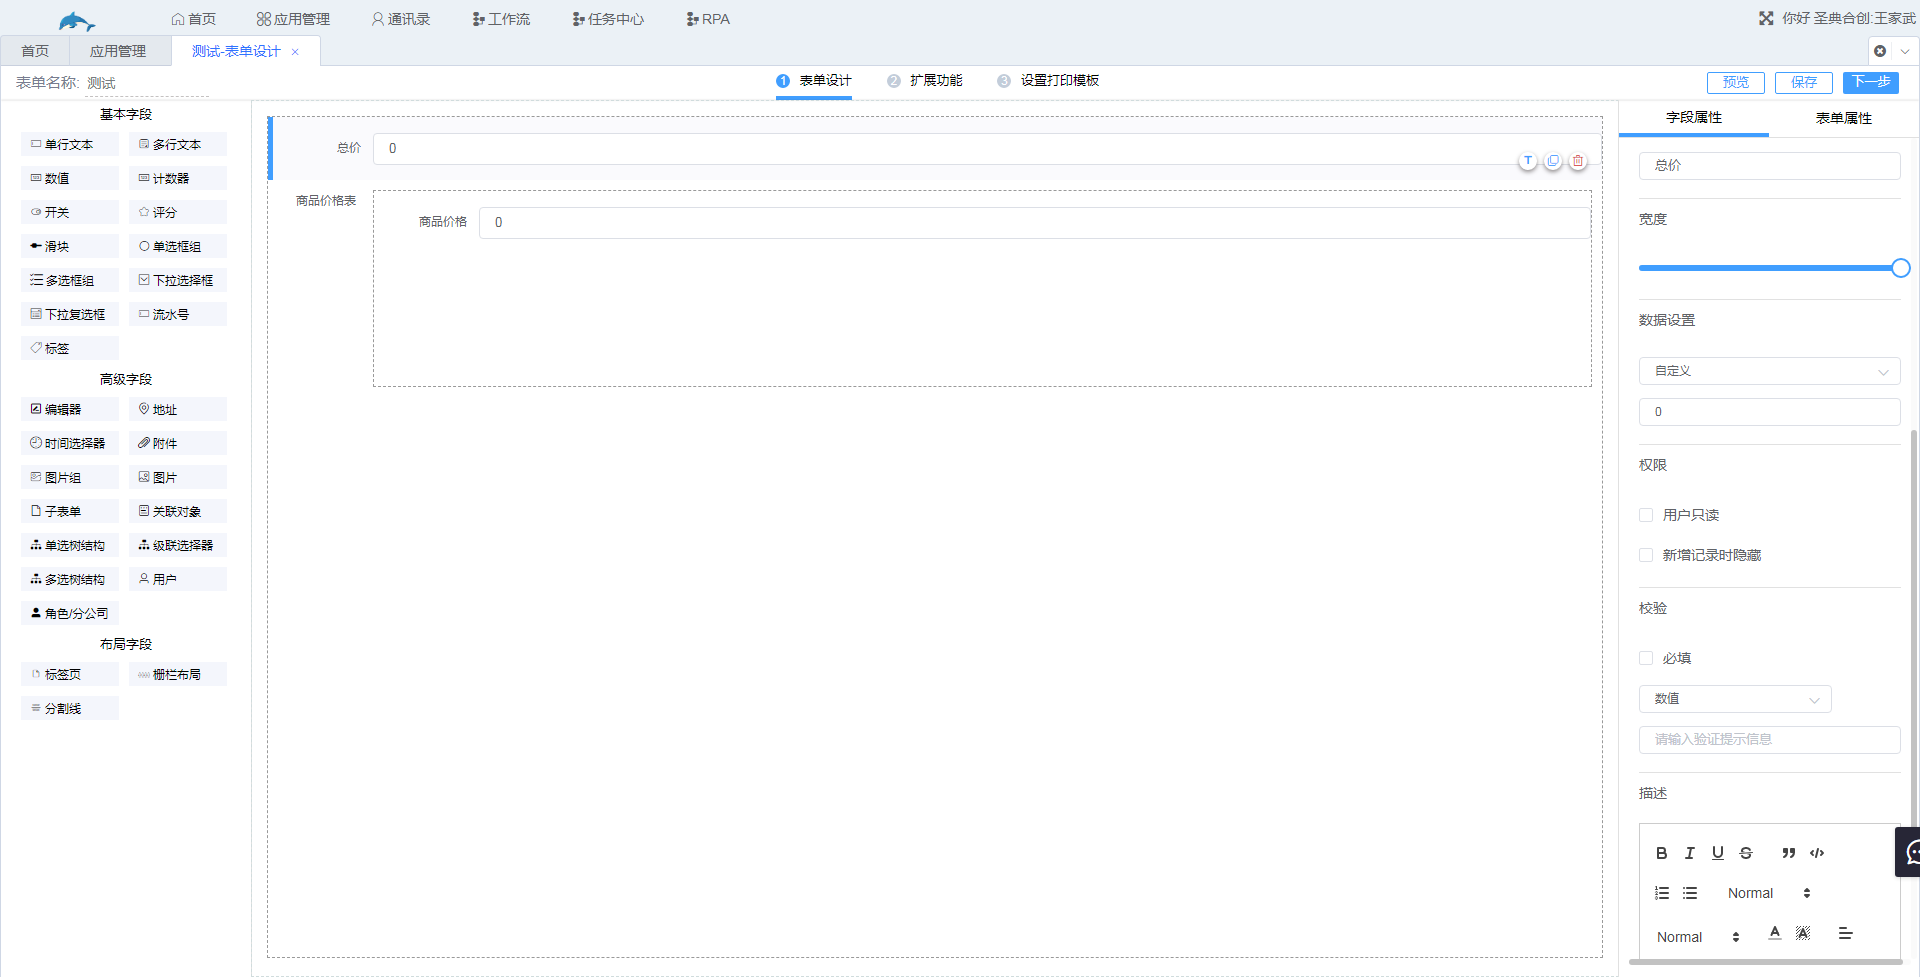 首页 应用管理 通讯录 工作流 任务中心 RPA 你好 圣典合创:王家武
首页 应用管理 测试-表单设计 ×
表单名称: 测试 1 表单设计 2 扩展功能 3 设置打印模板 预览 保存 下一步
基本字段
单行文本 多行文本
数值 计数器
开关 评分
滑块 单选框组
多选框组 下拉选择框
下拉复选框 流水号
标签
高级字段
编辑器 地址
时间选择器 附件
图片组 图片
子表单 关联对象
单选树结构 级联选择器
多选树结构 用户
角色/分公司
布局字段
标签页 栅栏布局
分割线
总价 0
T
商品价格表
商品价格 0
字段属性 表单属性
总价
宽度
数据设置
自定义
0
权限
用户只读
新增记录时隐藏
校验
必填
数值
请输入验证提示信息
描述
B I U S
Normal
Normal A A